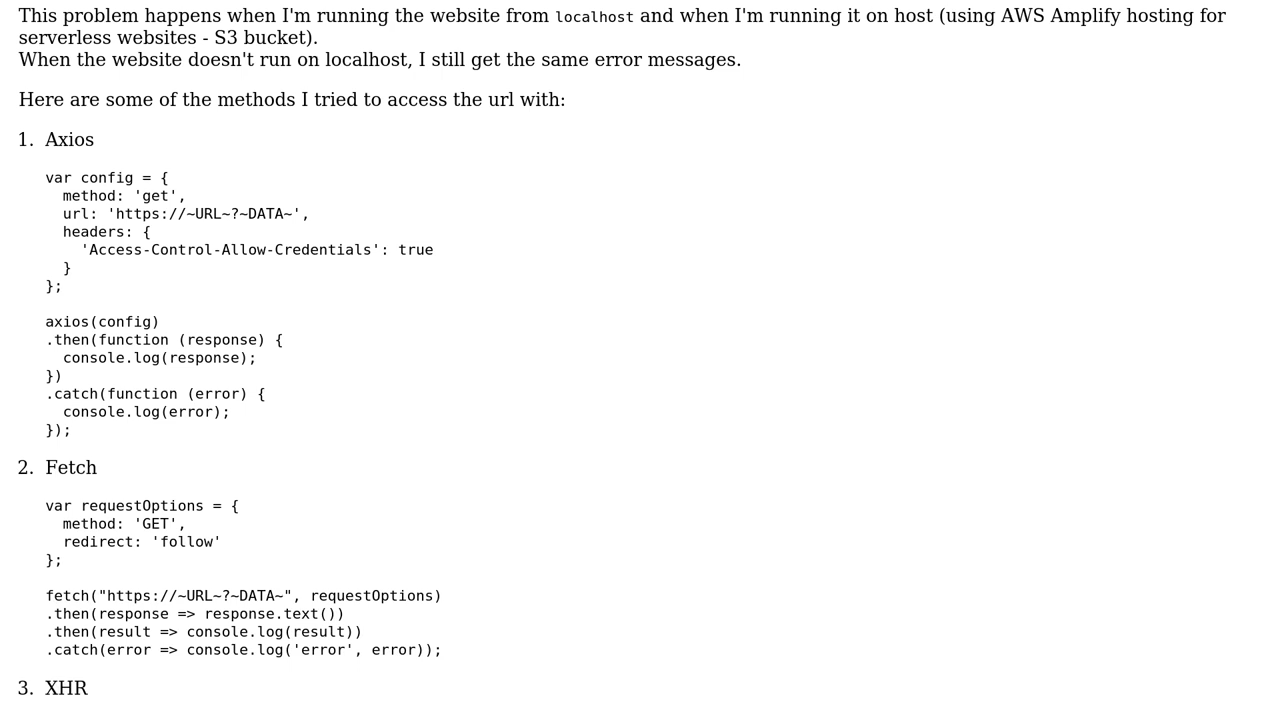 This problem happens when I'm running the website from localhost and when I'm running it on host (using AWS Amplify hosting for
serverless websites - S3 bucket).
When the website doesn't run on localhost, I still get the same error messages.
Here are some of the methods I tried to access the url with:
1. Axios
var config = {
  method: 'get',
  url: 'https://~URL~?~DATA~',
  headers: {
    'Access-Control-Allow-Credentials': true
  }
};
axios(config)
.then(function (response) {
  console.log(response);
})
.catch(function (error) {
  console.log(error);
});
2. Fetch
var requestOptions = {
  method: 'GET',
  redirect: 'follow'
};
fetch("https://~URL~?~DATA~", requestOptions)
.then(response => response.text())
.then(result => console.log(result))
.catch(error => console.log('error', error));
3. XHR